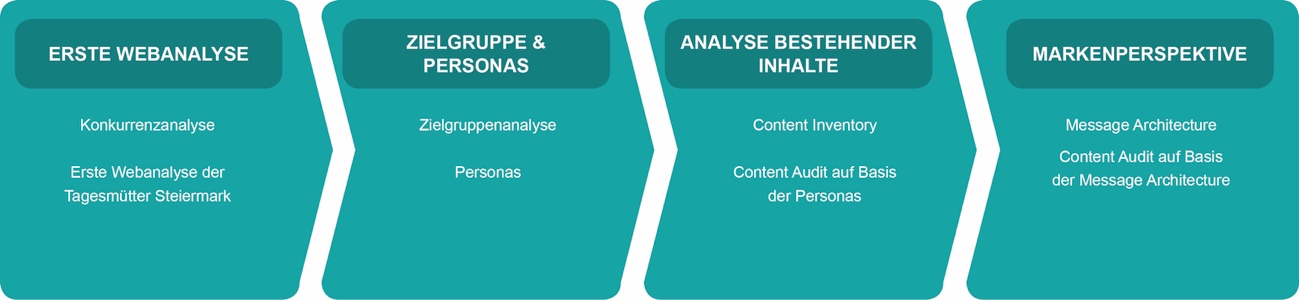 ERSTE WEBANALYSE
Konkurrenzanalyse
Erste Webanalyse der
Tagesmütter Steiermark
ZIELGRUPPE &
PERSONAS
Zielgruppenanalyse
Personas
ANALYSE BESTEHENDER
INHALTE
Content Inventory
Content Audit auf Basis
der Personas
MARKENPERSPEKTIVE
Message Architecture
Content Audit auf Basis
der Message Architecture